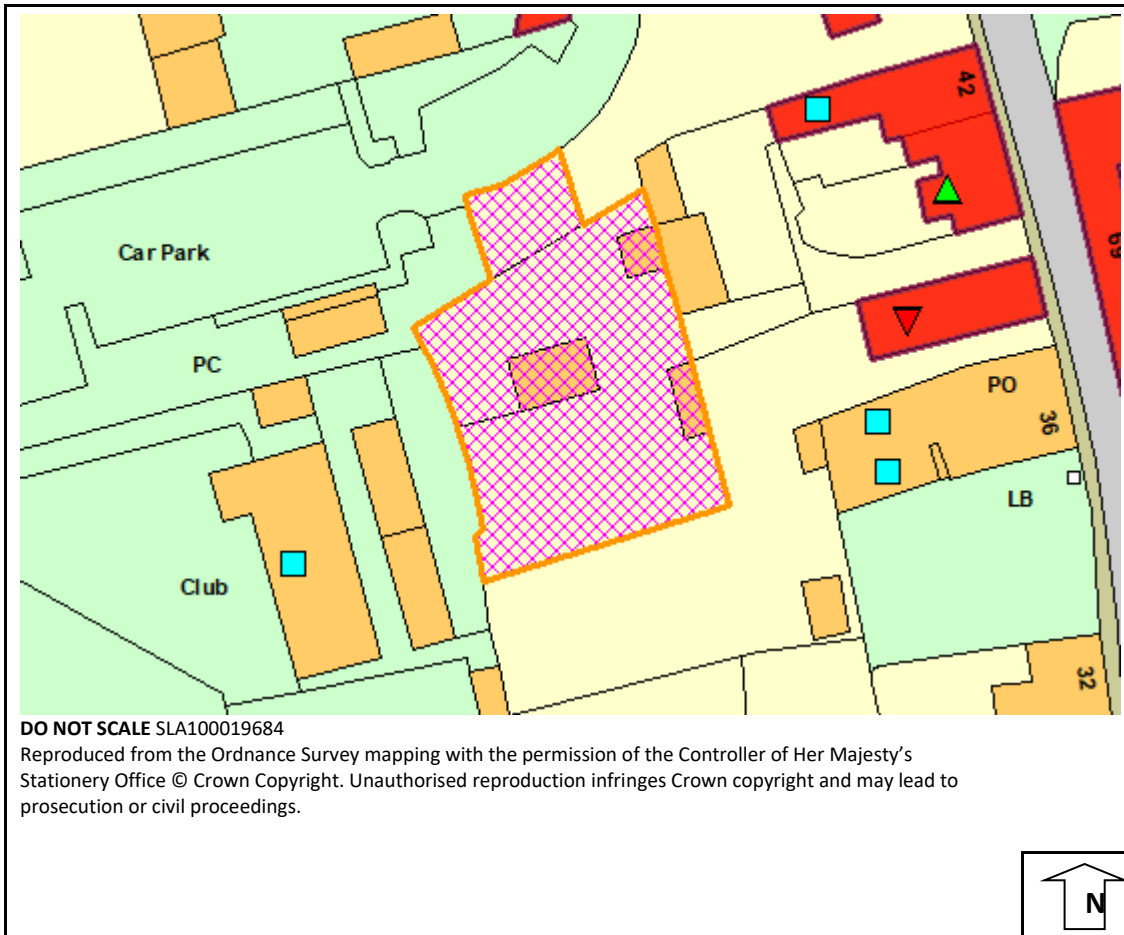 42
Car Park
69
PC
PO
36
LB
Club
32
DO NOT SCALE SLA100019684
Reproduced from the Ordnance Survey mapping with the permission of the Controller of Her Majesty’s
Stationery Office © Crown Copyright. Unauthorised reproduction infringes Crown copyright and may lead to
prosecution or civil proceedings.
N